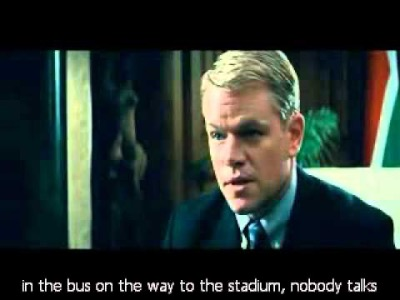 in the bus on the way to the stadium, nobody talks